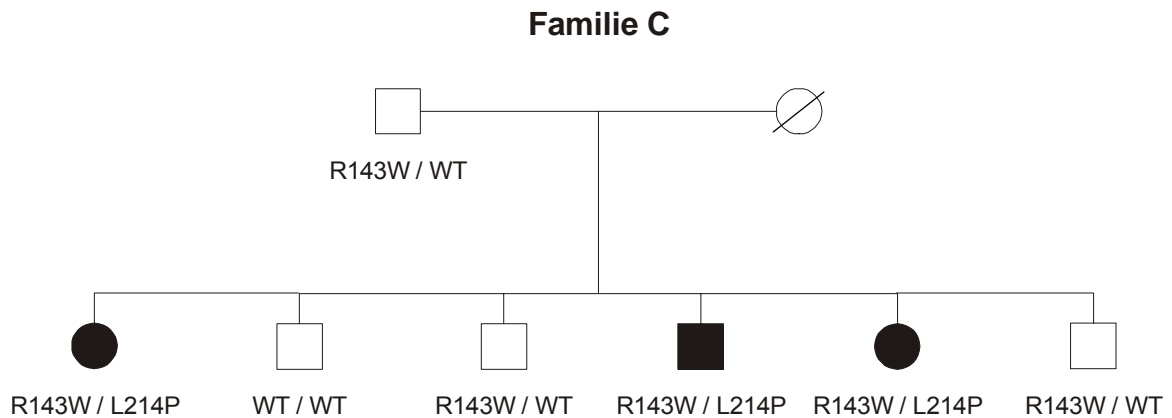 Familie C
R143W / WT
R143W / L214P WT / WT R143W / WT R143W / L214P R143W / L214P R143W / WT